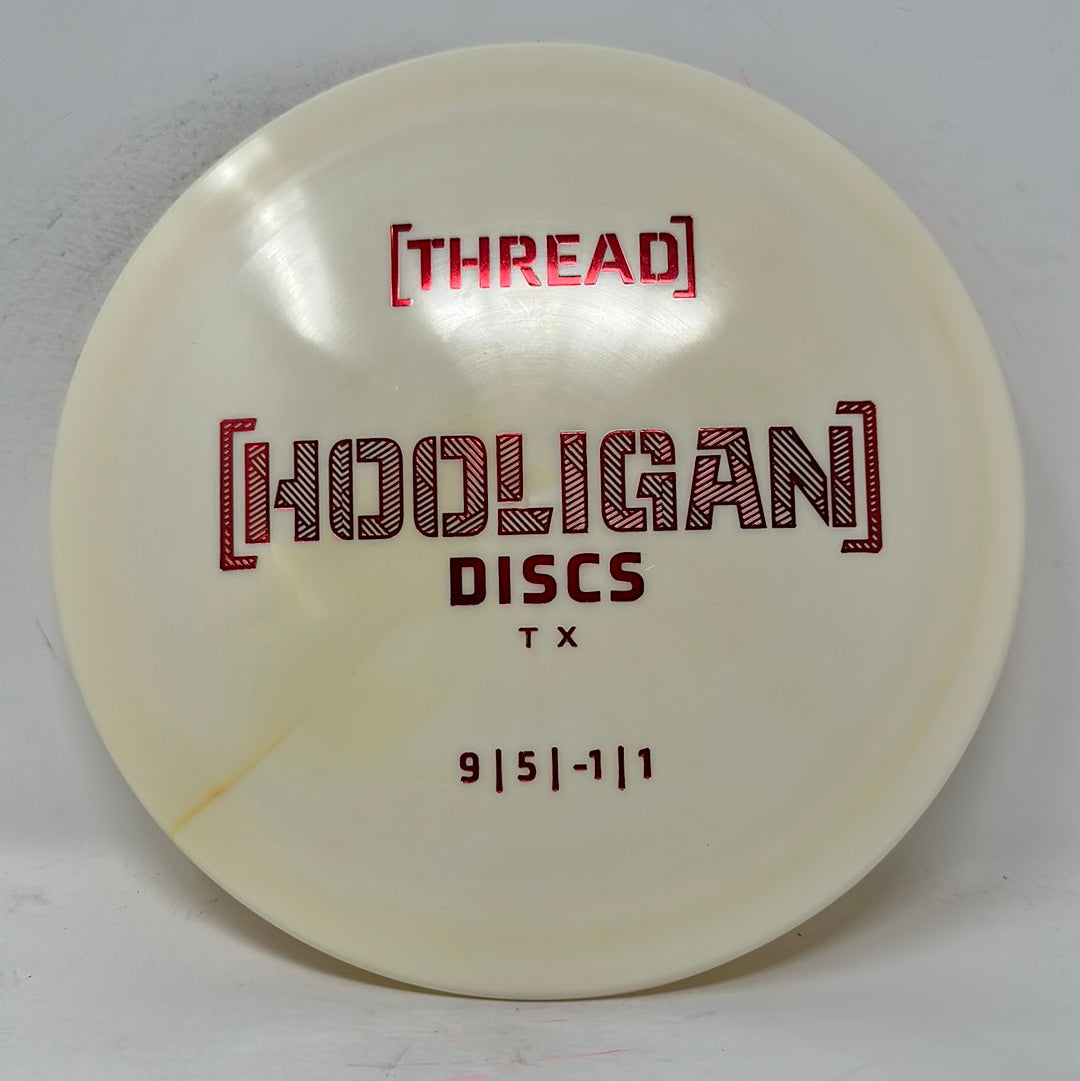 [THREAD]
[HOOLIGAN]
DISCS
TX
9|5|-1|1